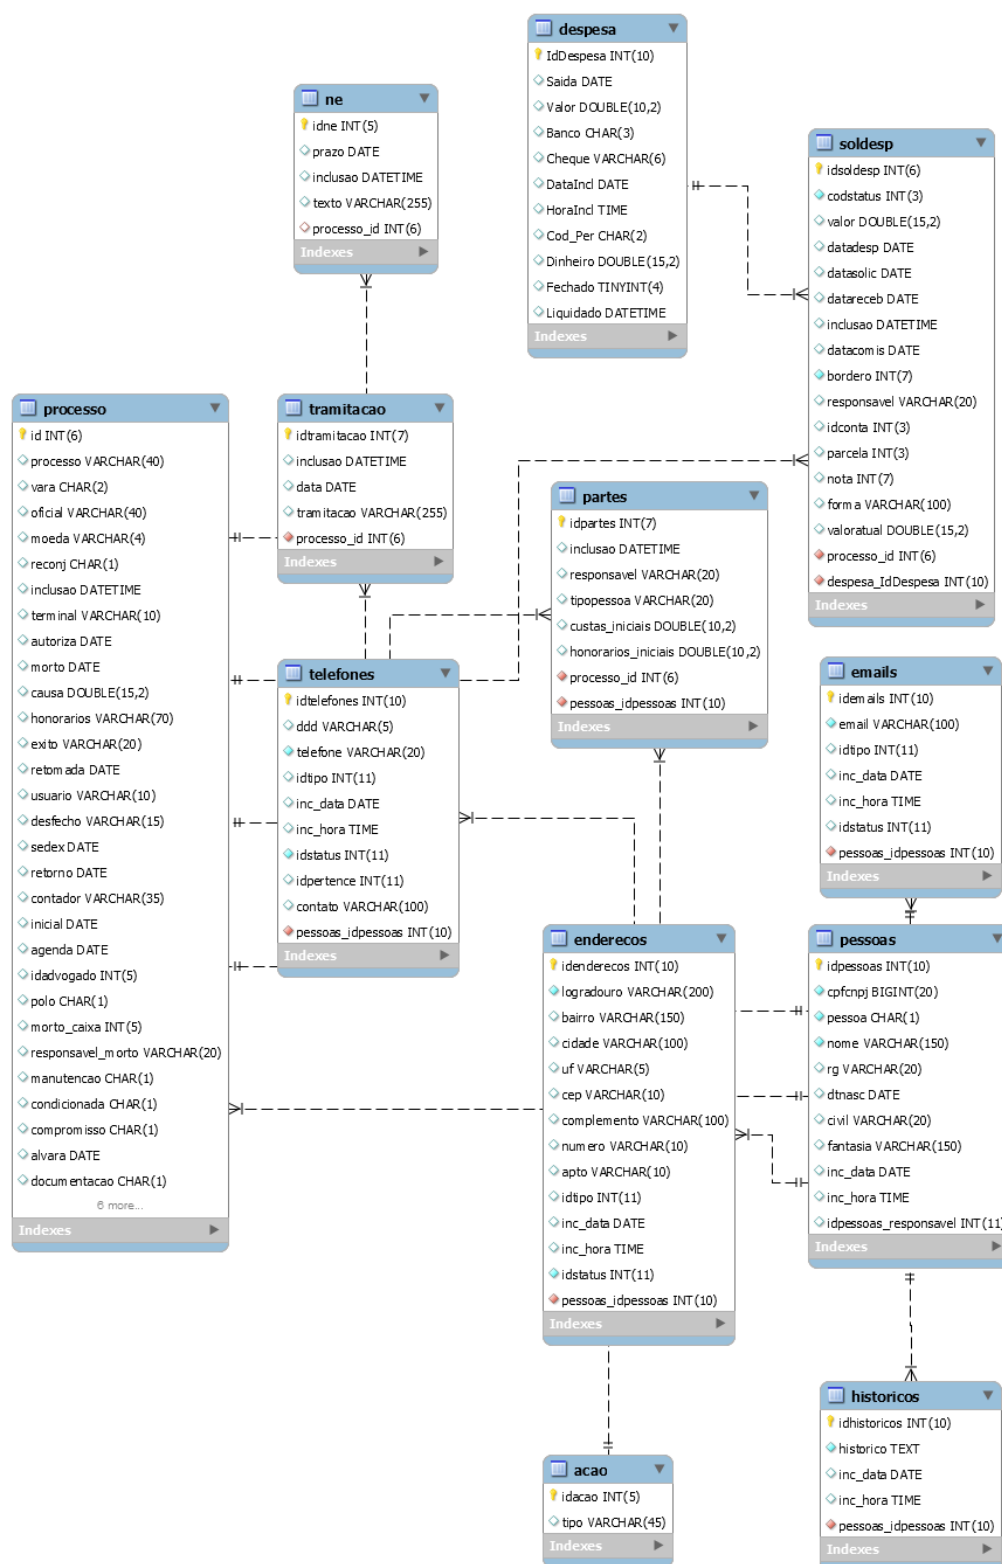 despesa
IdDespesa INT(10)
Saida DATE
Valor DOUBLE(10,2)
Banco CHAR(3)
Cheque VARCHAR(6)
DataIncl DATE
HoraIncl TIME
Cod_Per CHAR(2)
Dinheiro DOUBLE(15,2)
Fechado TINYINT(4)
Liquidado DATETIME
Indexes
ne
idne INT(5)
prazo DATE
inclusao DATETIME
texto VARCHAR(255)
processo_id INT(6)
Indexes
soldesp
idsoldesp INT(6)
codstatus INT(3)
valor DOUBLE(15,2)
datadesp DATE
datasolic DATE
datareceb DATE
inclusao DATETIME
datacomis DATE
bordero INT(7)
responsavel VARCHAR(20)
idconta INT(3)
parcela INT(3)
nota INT(7)
forma VARCHAR(100)
valoratual DOUBLE(15,2)
processo_id INT(6)
despesa_IdDespesa INT(10)
Indexes
processo
id INT(6)
processo VARCHAR(40)
vara CHAR(2)
oficial VARCHAR(40)
moeda VARCHAR(4)
reconj CHAR(1)
inclusao DATETIME
terminal VARCHAR(10)
autoriza DATE
morto DATE
causa DOUBLE(15,2)
honorarios VARCHAR(70)
exito VARCHAR(20)
retomada DATE
usuario VARCHAR(10)
desfecho VARCHAR(15)
sedex DATE
retorno DATE
contador VARCHAR(35)
inicial DATE
agenda DATE
idadvogado INT(5)
polo CHAR(1)
morto_caixa INT(5)
responsavel_morto VARCHAR(20)
manutencao CHAR(1)
condicionada CHAR(1)
compromisso CHAR(1)
alvara DATE
documentacao CHAR(1)
6 more...
Indexes
tramitacao
idtramitacao INT(7)
inclusao DATETIME
data DATE
tramitacao VARCHAR(255)
processo_id INT(6)
Indexes
partes
idpartes INT(7)
inclusao DATETIME
responsavel VARCHAR(20)
tipopessoa VARCHAR(20)
custas_iniciais DOUBLE(10,2)
honorarios_iniciais DOUBLE(10,2)
processo_id INT(6)
pessoas_idpessoas INT(10)
Indexes
telefones
idtelefones INT(10)
ddd VARCHAR(5)
telefone VARCHAR(20)
idtipo INT(11)
inc_data DATE
inc_hora TIME
idstatus INT(11)
idpertence INT(11)
contato VARCHAR(100)
pessoas_idpessoas INT(10)
Indexes
emails
idemails INT(10)
email VARCHAR(100)
idtipo INT(11)
inc_data DATE
inc_hora TIME
idstatus INT(11)
pessoas_idpessoas INT(10)
Indexes
enderecos
idenderecos INT(10)
logradouro VARCHAR(200)
bairro VARCHAR(150)
cidade VARCHAR(100)
uf VARCHAR(5)
cep VARCHAR(10)
complemento VARCHAR(100)
numero VARCHAR(10)
apto VARCHAR(10)
idtipo INT(11)
inc_data DATE
inc_hora TIME
idstatus INT(11)
pessoas_idpessoas INT(10)
Indexes
pessoas
idpessoas INT(10)
cpfcnpj BIGINT(20)
pessoa CHAR(1)
nome VARCHAR(150)
rg VARCHAR(20)
dtnasc DATE
civil VARCHAR(20)
fantasia VARCHAR(150)
inc_data DATE
inc_hora TIME
idpessoas_responsavel INT(11)
Indexes
historicos
idhistoricos INT(10)
historico TEXT
inc_data DATE
inc_hora TIME
pessoas_idpessoas INT(10)
Indexes
acao
idacao INT(5)
tipo VARCHAR(45)